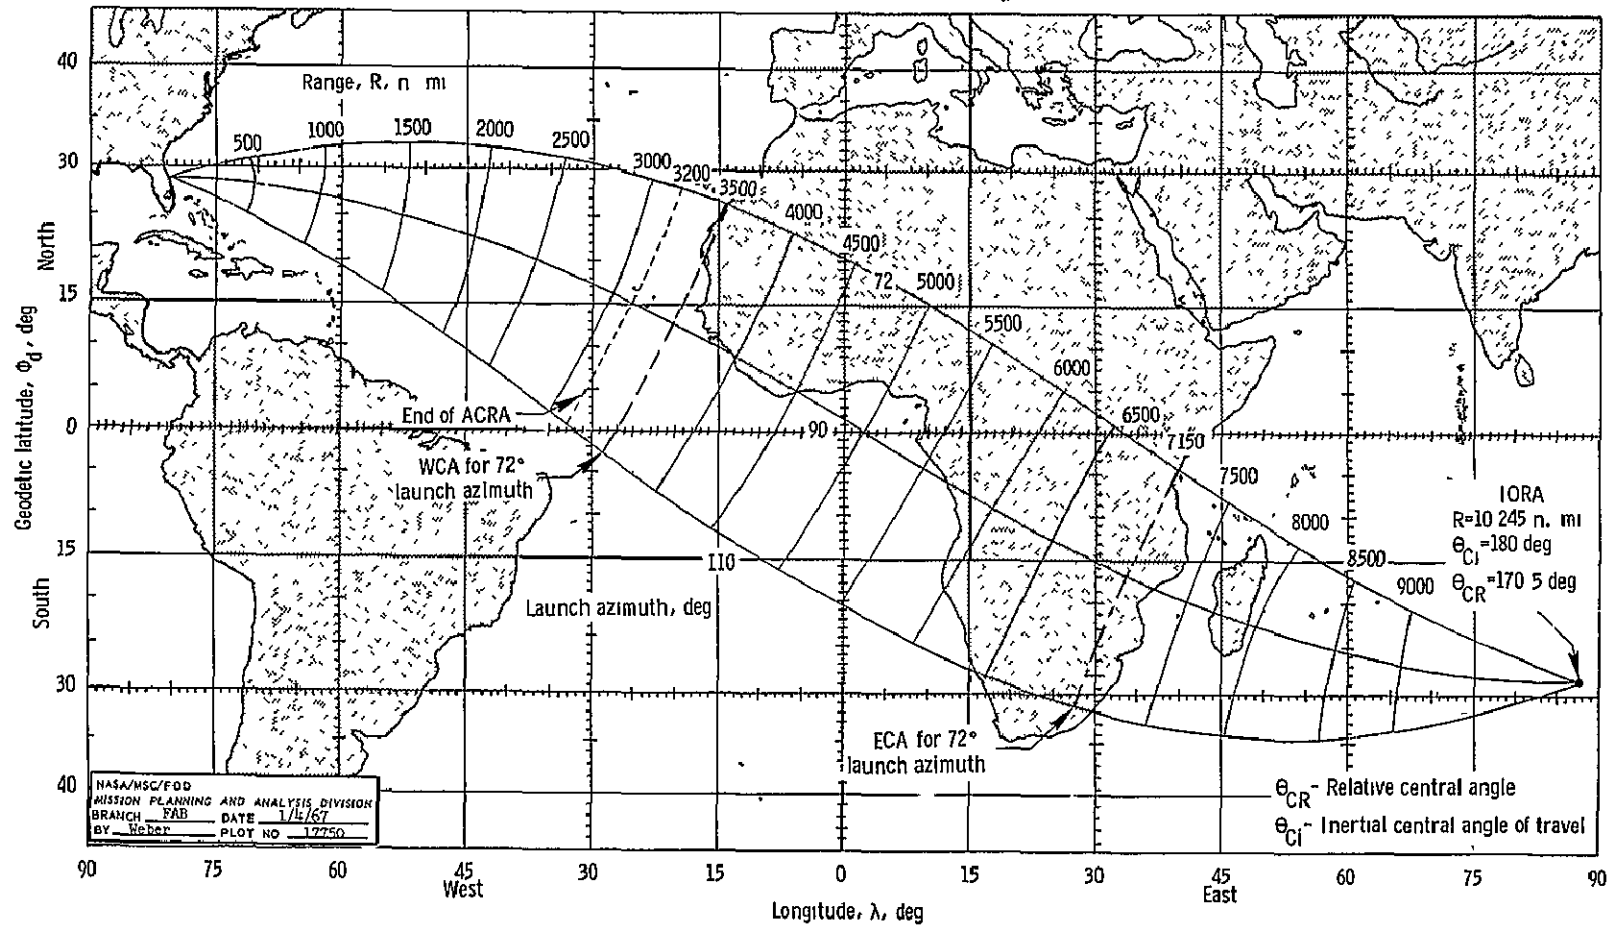 Range, R, n mi
500
1000
1500
2000
2500
3000
3200
3500
4000
4500
72
5000
5500
6000
6500
7150
7500
8000
8500
9000
90
110
Launch azimuth, deg
End of ACRA
WCA for 72°
launch azimuth
ECA for 72°
launch azimuth
IORA
R=10 245 n. mi
θCi=180 deg
θCR=170 5 deg
θCR- Relative central angle
θCi- Inertial central angle of travel
Geodetic latitude, Φd, deg
North
South
40
30
15
0
15
30
40
NASA/MSC/FOD
MISSION PLANNING AND ANALYSIS DIVISION
BRANCH FAB DATE 1/4/67
BY Weber PLOT NO 17750
90 75 60 45 30 15 0 15 30 45 60 75 90
West
East
Longitude, λ, deg